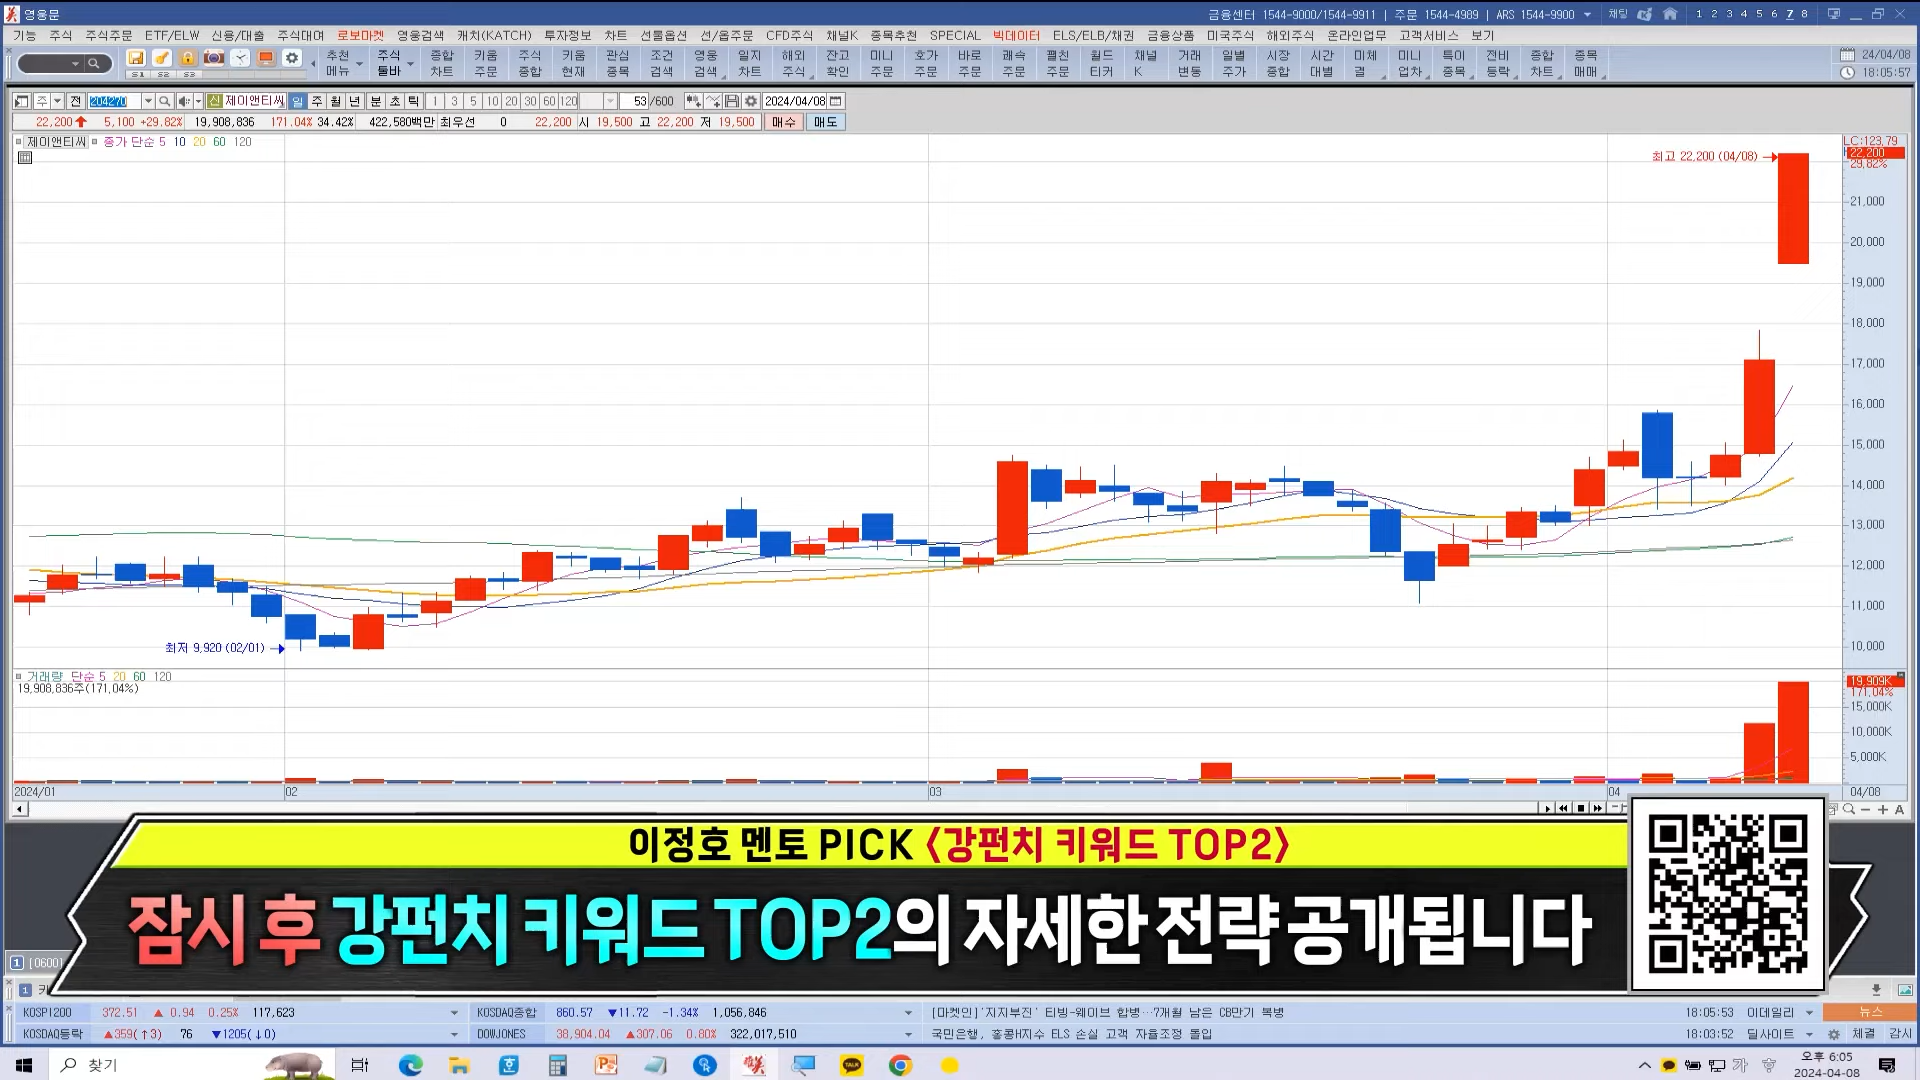 영웅문
금융센터 1544-9000/1544-9911 | 주문 1544-4989 | ARS 1544-9900
채팅
1 2 3 4 5 6 7 8
기능 주식 주식주문 ETF/ELW 신용/대출 주식대여 로보마켓 영웅검색 캐치(KATCH) 투자정보 차트 선물옵션 선/옵주문 CFD주식 채널K 종목추천 SPECIAL 빅데이터 ELS/ELB/채권 금융상품 미국주식 해외주식 온라인업무 고객서비스 보기
S1 S2 S3
추천 주식 종합 키움 주식 키움 관심 조건 영웅 일지 해외 잔고 미니 호가 바로 쾌속 펼친 월드 채널 거래 일별 시장 시간 미체 미니 특이 전비 종합 종목
메뉴 툴바 차트 주문 종합 현재 종목 검색 검색 차트 주식 확인 주문 주문 주문 주문 주문 티커 K 변동 주가 종합 대별 결 업차 종목 등락 차트 매매
24/04/08
18:05:57
주 전 204270 신 제이앤티씨 일 주 월 년 분 초 틱 1 3 5 10 20 30 60 120 53 /600 2024/04/08
22,200 5,100 +29.82% 19,908,836 171.04% 34.42% 422,580백만 최우선 0 22,200 시 19,500 고 22,200 저 19,500 매수 매도
제이앤티씨 종가 단순 5 10 20 60 120
LC:123.79
최고 22,200 (04/08)
22,200
29.82%
21,000
20,000
19,000
18,000
17,000
16,000
15,000
14,000
13,000
12,000
11,000
최저 9,920 (02/01)
10,000
거래량 단순 5 20 60 120
19,908,836주(171.04%)
19,909K
171.04%
15,000K
10,000K
5,000K
2024/01 02 03 04 04/08
이정호 멘토 PICK 〈강펀치 키워드 TOP2〉
잠시 후 강펀치 키워드 TOP2의 자세한 전략 공개됩니다
1 [0600]
1
KOSPI200 372.51 ▲ 0.94 0.25% 117,623
KOSDAQ종합 860.57 ▼11.72 -1.34% 1,056,846
[마켓인]'지지부진' 티빙-웨이브 합병…7개월 남은 CB만기 복병
18:05:53 이데일리 뉴스
KOSDAQ등락 ▲359(↑3) 76 ▼1205(↓0)
DOWJONES 38,904.04 ▲307.06 0.80% 322,017,510
국민은행, 홍콩H지수 ELS 손실 고객 자율조정 돌입
18:03:52 딜사이트 체결 감시
찾기
TALK
가
오후 6:05
2024-04-08